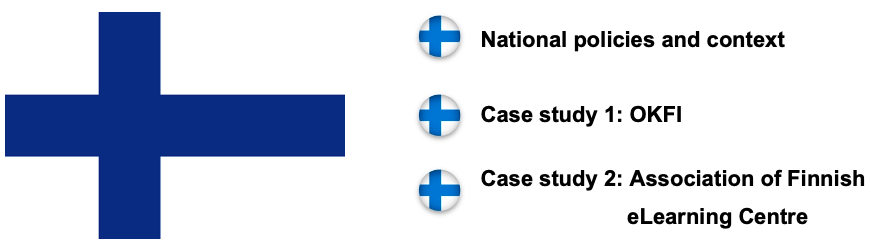 National policies and context
Case study 1: OKFI
Case study 2: Association of Finnish
eLearning Centre